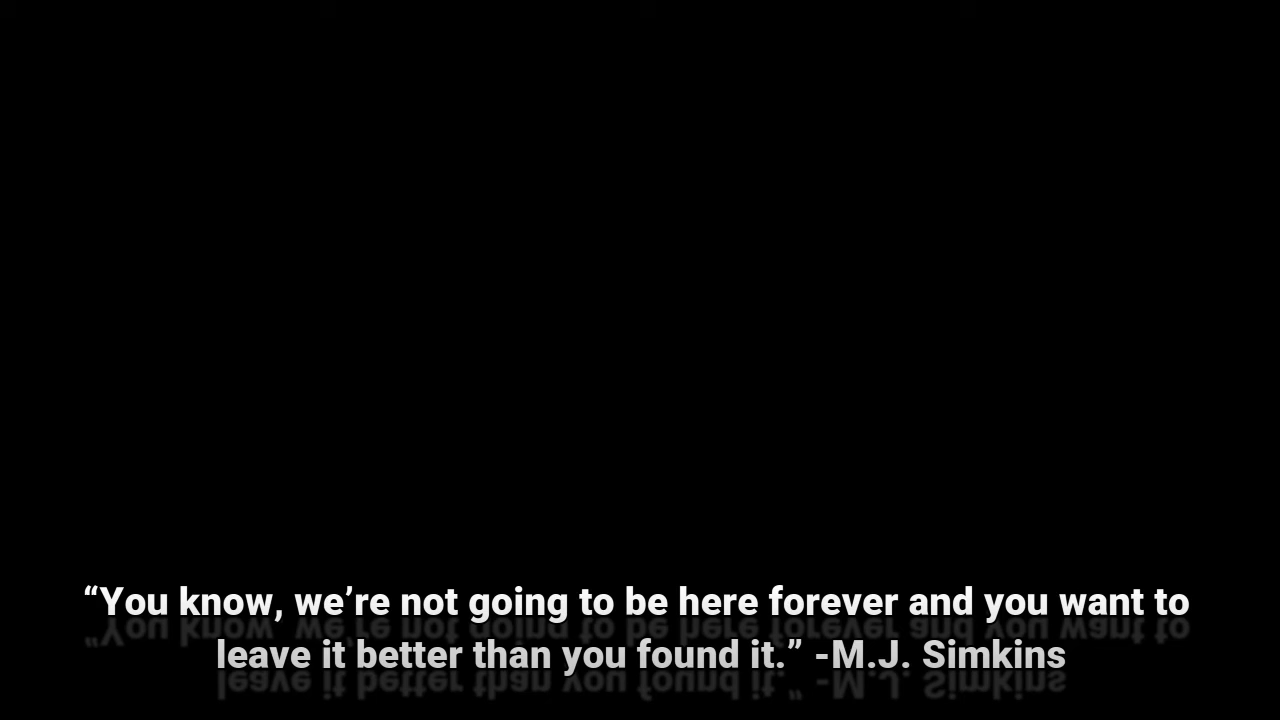 “You know, we’re not going to be here forever and you want to
leave it better than you found it.” -M.J. Simkins